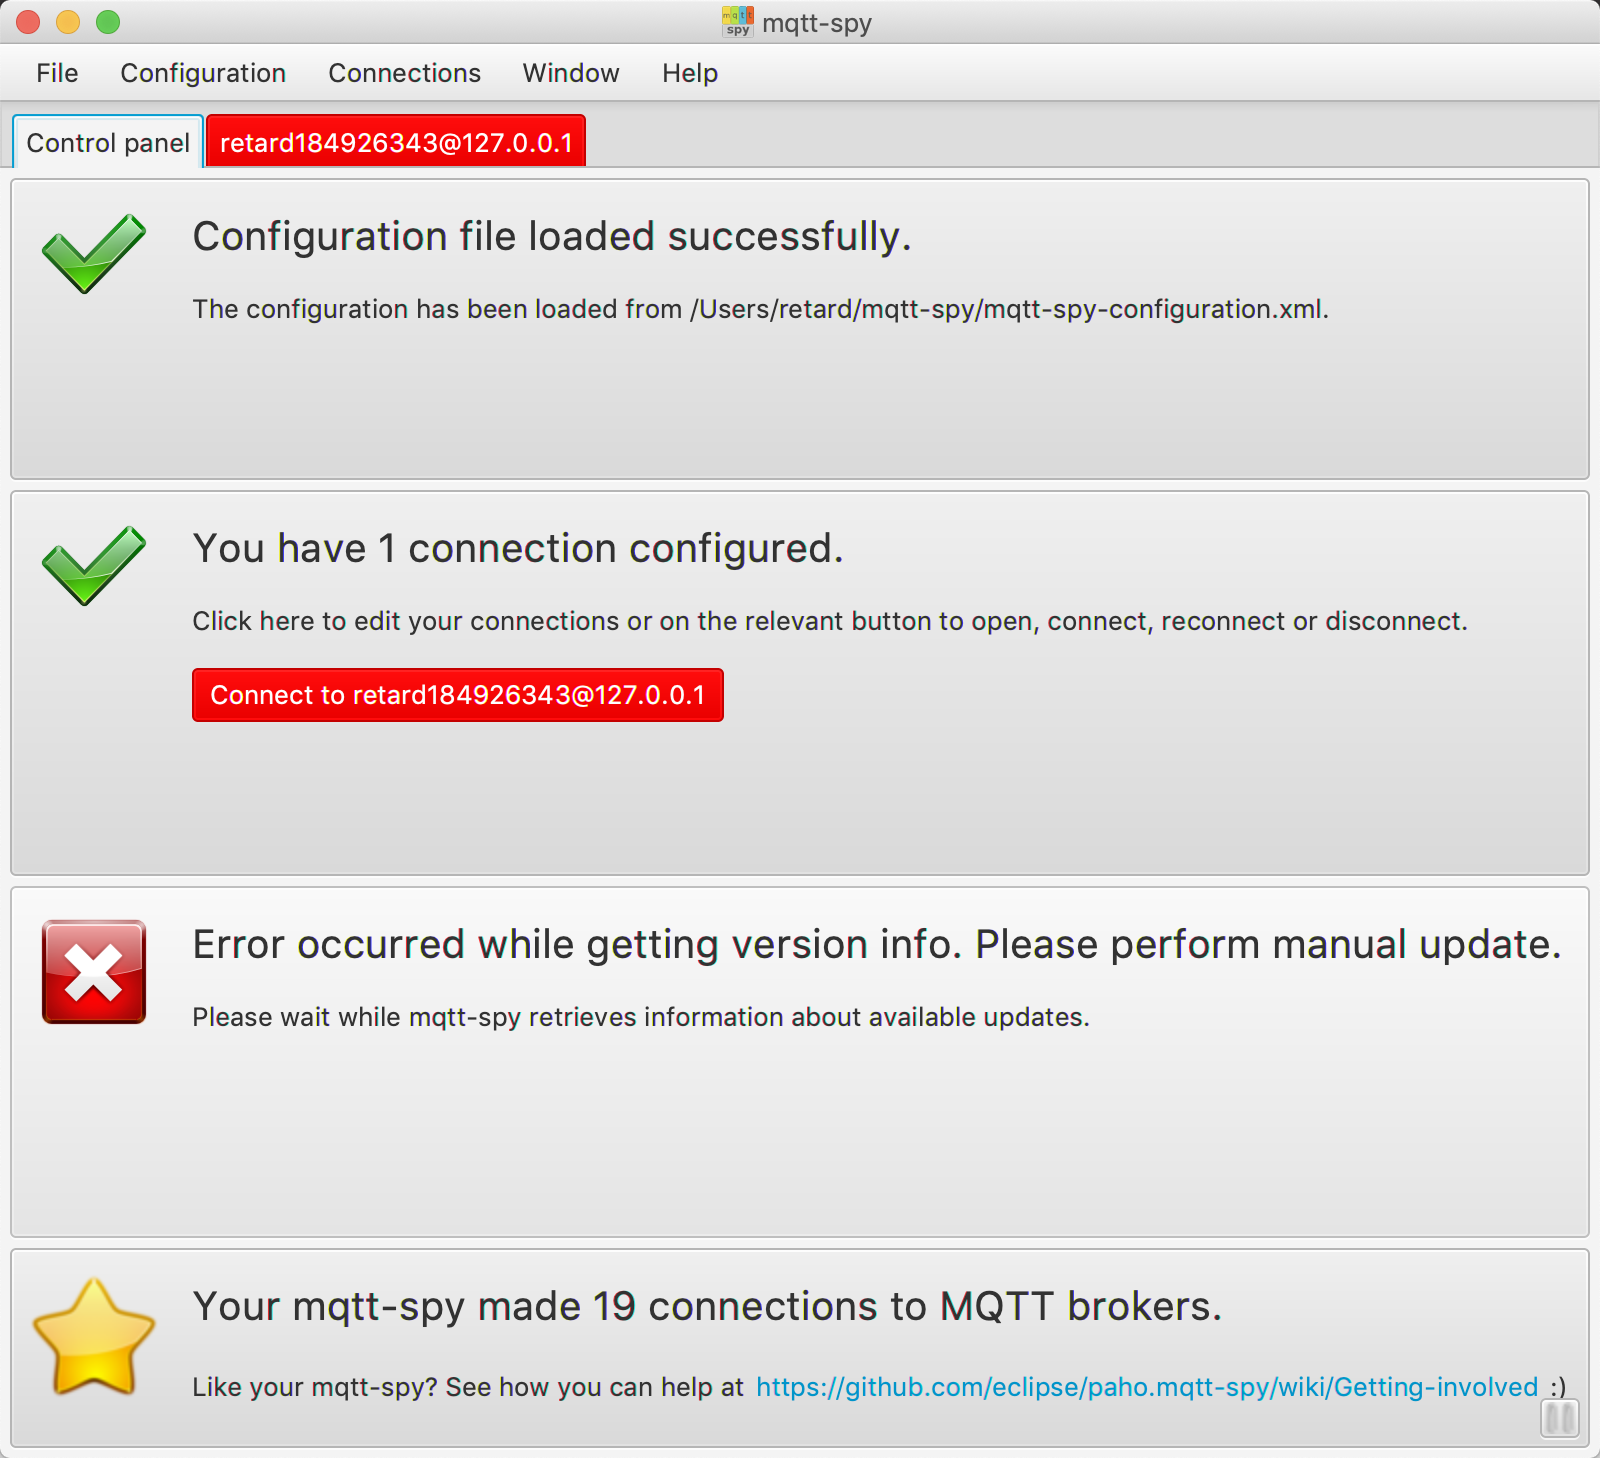 mqtt spy mqtt-spy
File Configuration Connections Window Help
Control panel retard184926343@127.0.0.1
Configuration file loaded successfully.
The configuration has been loaded from /Users/retard/mqtt-spy/mqtt-spy-configuration.xml.
You have 1 connection configured.
Click here to edit your connections or on the relevant button to open, connect, reconnect or disconnect.
Connect to retard184926343@127.0.0.1
Error occurred while getting version info. Please perform manual update.
Please wait while mqtt-spy retrieves information about available updates.
Your mqtt-spy made 19 connections to MQTT brokers.
Like your mqtt-spy? See how you can help at https://github.com/eclipse/paho.mqtt-spy/wiki/Getting-involved :)